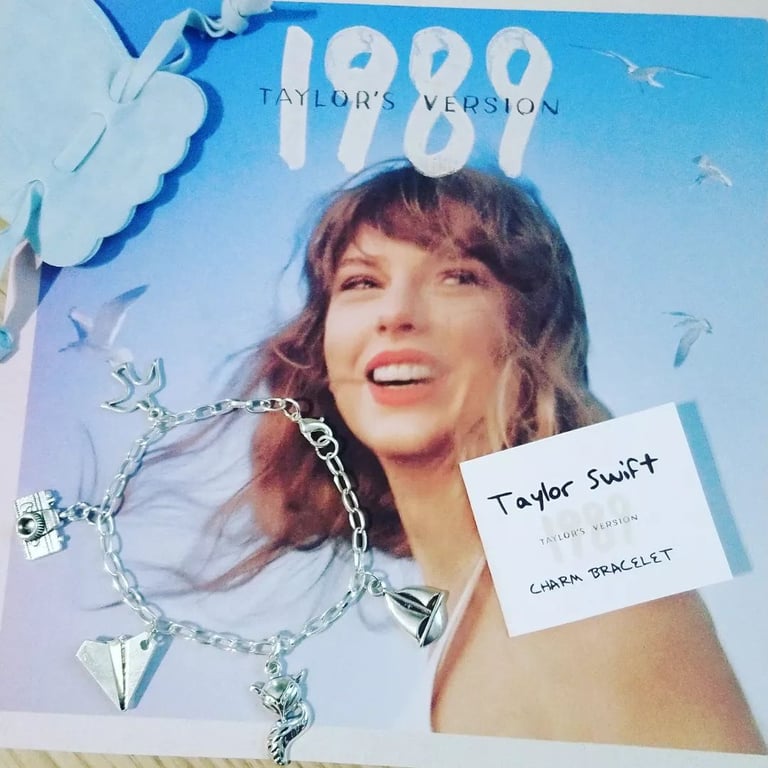 1989
TAYLOR'S VERSION
Taylor Swift
1989
TAYLOR'S VERSION
CHARM BRACELET